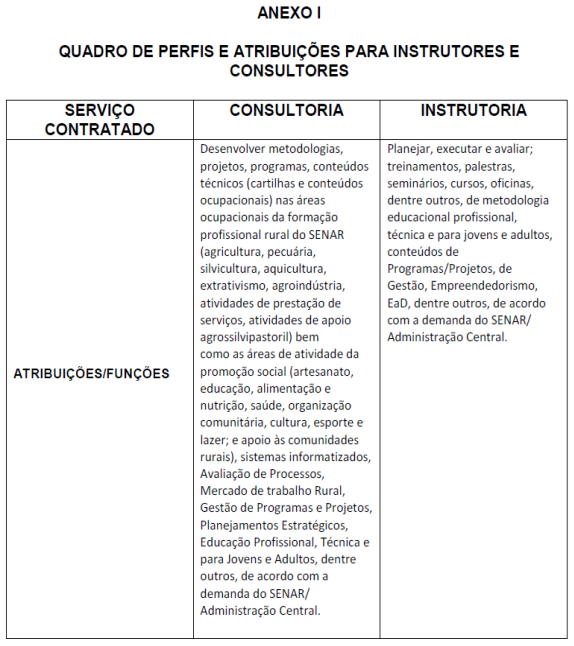 ANEXO I
QUADRO DE PERFIS E ATRIBUIÇÕES PARA INSTRUTORES E
CONSULTORES
SERVIÇO
CONTRATADO
CONSULTORIA
INSTRUTORIA
ATRIBUIÇÕES/FUNÇÕES
Desenvolver metodologias,
projetos, programas, conteúdos
técnicos (cartilhas e conteúdos
ocupacionais) nas áreas
ocupacionais da formação
profissional rural do SENAR
(agricultura, pecuária,
silvicultura, aquicultura,
extrativismo, agroindústria,
atividades de prestação de
serviços, atividades de apoio
agrossilvipastoril) bem
como as áreas de atividade da
promoção social (artesanato,
educação, alimentação e
nutrição, saúde, organização
comunitária, cultura, esporte e
lazer; e apoio às comunidades
rurais), sistemas informatizados,
Avaliação de Processos,
Mercado de trabalho Rural,
Gestão de Programas e Projetos,
Planejamentos Estratégicos,
Educação Profissional, Técnica e
para Jovens e Adultos, dentre
outros, de acordo com a
demanda do SENAR/
Administração Central.
Planejar, executar e avaliar;
treinamentos, palestras,
seminários, cursos, oficinas,
dentre outros, de metodologia
educacional profissional,
técnica e para jovens e adultos,
conteúdos de
Programas/Projetos, de
Gestão, Empreendedorismo,
EaD, dentre outros, de acordo
com a demanda do SENAR/
Administração Central.